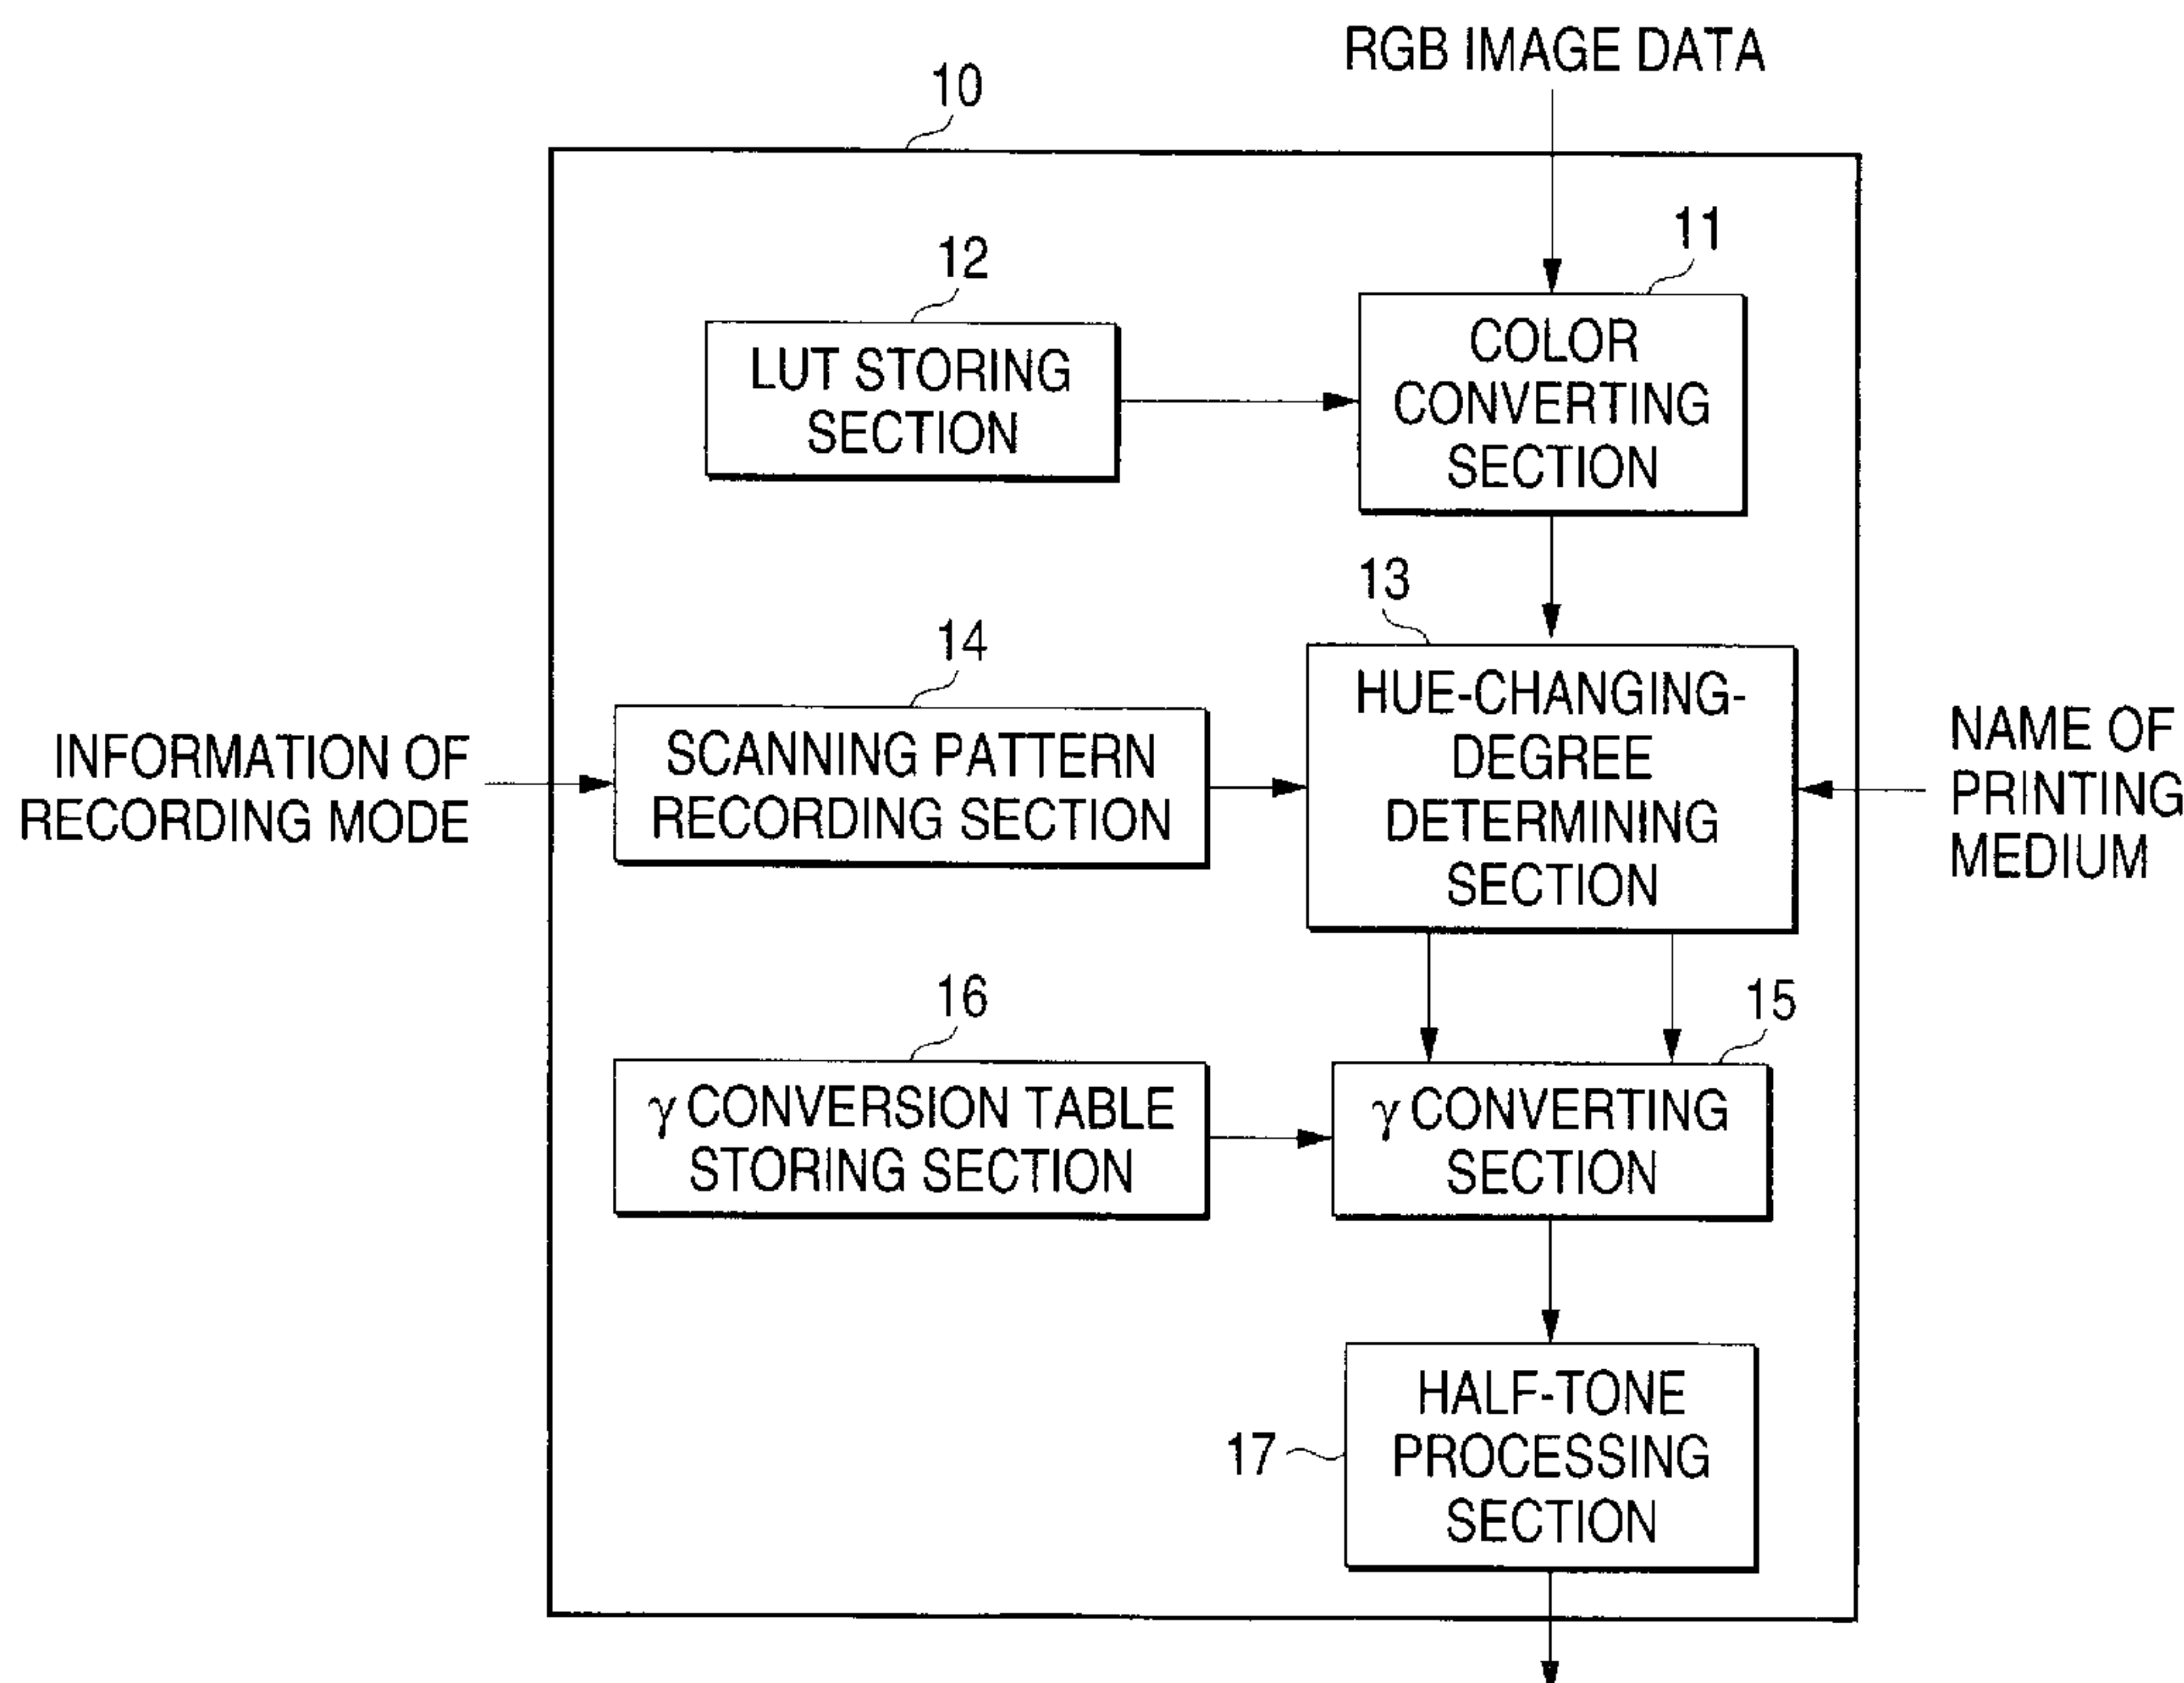 RGB IMAGE DATA
10
11
12
COLOR
CONVERTING
SECTION
LUT STORING
SECTION
13
14
HUE-CHANGING-
DEGREE
DETERMINING
SECTION
INFORMATION OF
RECORDING MODE
SCANNING PATTERN
RECORDING SECTION
NAME OF
PRINTING
MEDIUM
16
15
γ CONVERSION TABLE
STORING SECTION
γ CONVERTING
SECTION
17
HALF-TONE
PROCESSING
SECTION